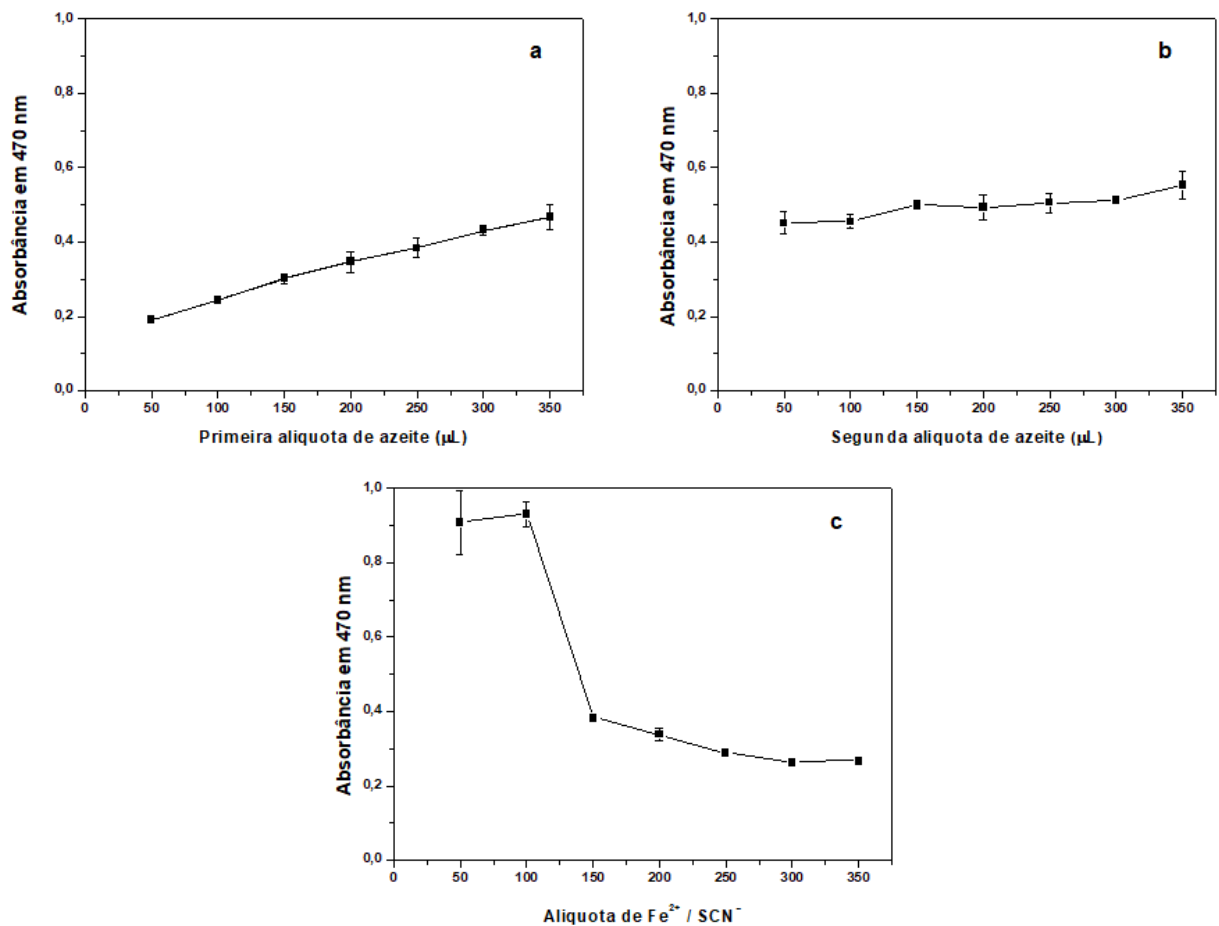 a
1,0
0,8
0,6
0,4
0,2
0,0
Absorbância em 470 nm
0 50 100 150 200 250 300 350
Primeira aliquota de azeite (μL)
b
1,0
0,8
0,6
0,4
0,2
0,0
Absorbância em 470 nm
0 50 100 150 200 250 300 350
Segunda aliquota de azeite (μL)
c
1,0
0,8
0,6
0,4
0,2
0,0
Absorbância em 470 nm
0 50 100 150 200 250 300 350
Aliquota de Fe²⁺ / SCN⁻